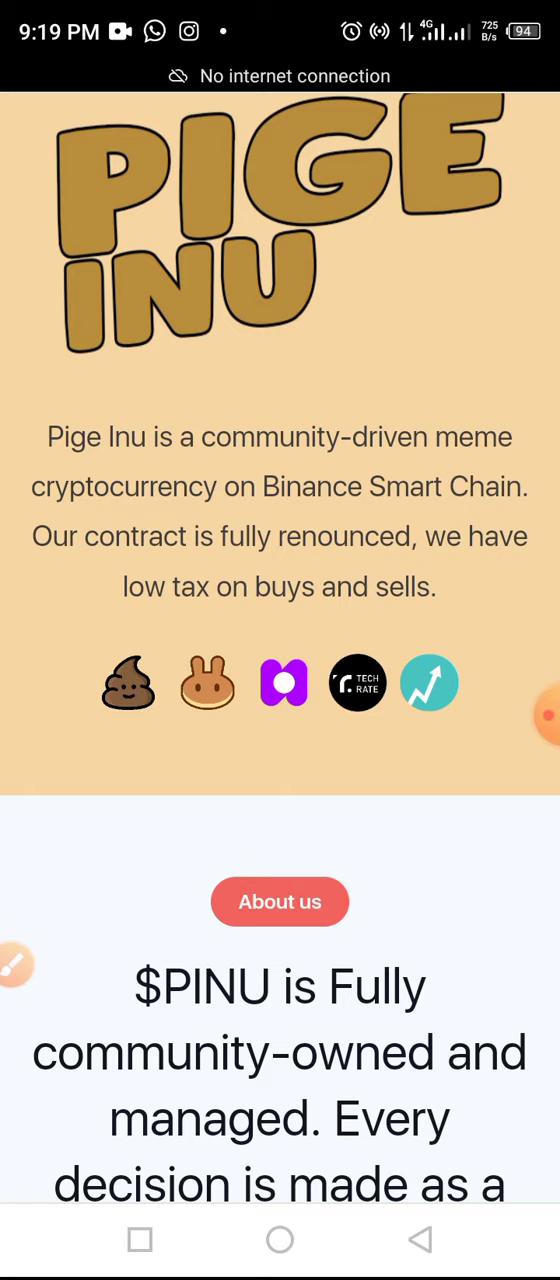 9:19 PM 4G 725 B/s 94
No internet connection
PIGE
INU
Pige Inu is a community-driven meme
cryptocurrency on Binance Smart Chain.
Our contract is fully renounced, we have
low tax on buys and sells.
TECH
RATE
About us
$PINU is Fully
community-owned and
managed. Every
decision is made as a